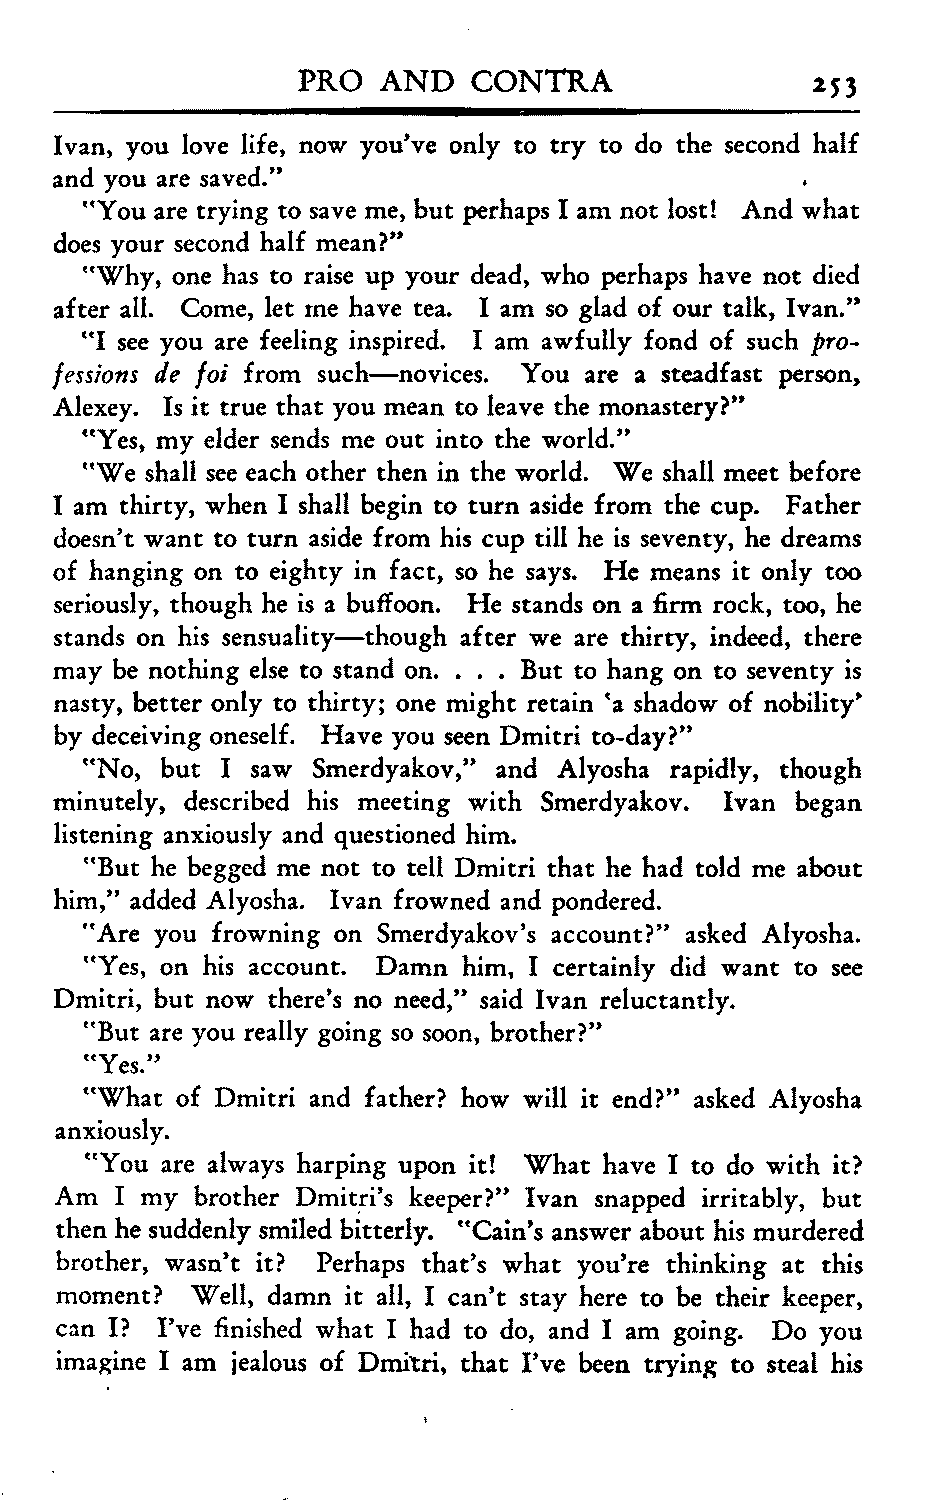 PRO AND CONTRA 253
Ivan, you love life, now you've only to try to do the second half
and you are saved."
"You are trying to save me, but perhaps I am not lost! And what
does your second half mean?"
"Why, one has to raise up your dead, who perhaps have not died
after all. Come, let me have tea. I am so glad of our talk, Ivan."
"I see you are feeling inspired. I am awfully fond of such pro-
fessions de foi from such—novices. You are a steadfast person,
Alexey. Is it true that you mean to leave the monastery?"
"Yes, my elder sends me out into the world."
"We shall see each other then in the world. We shall meet before
I am thirty, when I shall begin to turn aside from the cup. Father
doesn't want to turn aside from his cup till he is seventy, he dreams
of hanging on to eighty in fact, so he says. He means it only too
seriously, though he is a buffoon. He stands on a firm rock, too, he
stands on his sensuality—though after we are thirty, indeed, there
may be nothing else to stand on. . . . But to hang on to seventy is
nasty, better only to thirty; one might retain 'a shadow of nobility'
by deceiving oneself. Have you seen Dmitri to-day?"
"No, but I saw Smerdyakov," and Alyosha rapidly, though
minutely, described his meeting with Smerdyakov. Ivan began
listening anxiously and questioned him.
"But he begged me not to tell Dmitri that he had told me about
him," added Alyosha. Ivan frowned and pondered.
"Are you frowning on Smerdyakov's account?" asked Alyosha.
"Yes, on his account. Damn him, I certainly did want to see
Dmitri, but now there's no need," said Ivan reluctantly.
"But are you really going so soon, brother?"
"Yes."
"What of Dmitri and father? how will it end?" asked Alyosha
anxiously.
"You are always harping upon it! What have I to do with it?
Am I my brother Dmitri's keeper?" Ivan snapped irritably, but
then he suddenly smiled bitterly. "Cain's answer about his murdered
brother, wasn't it? Perhaps that's what you're thinking at this
moment? Well, damn it all, I can't stay here to be their keeper,
can I? I've finished what I had to do, and I am going. Do you
imagine I am jealous of Dmitri, that I've been trying to steal his